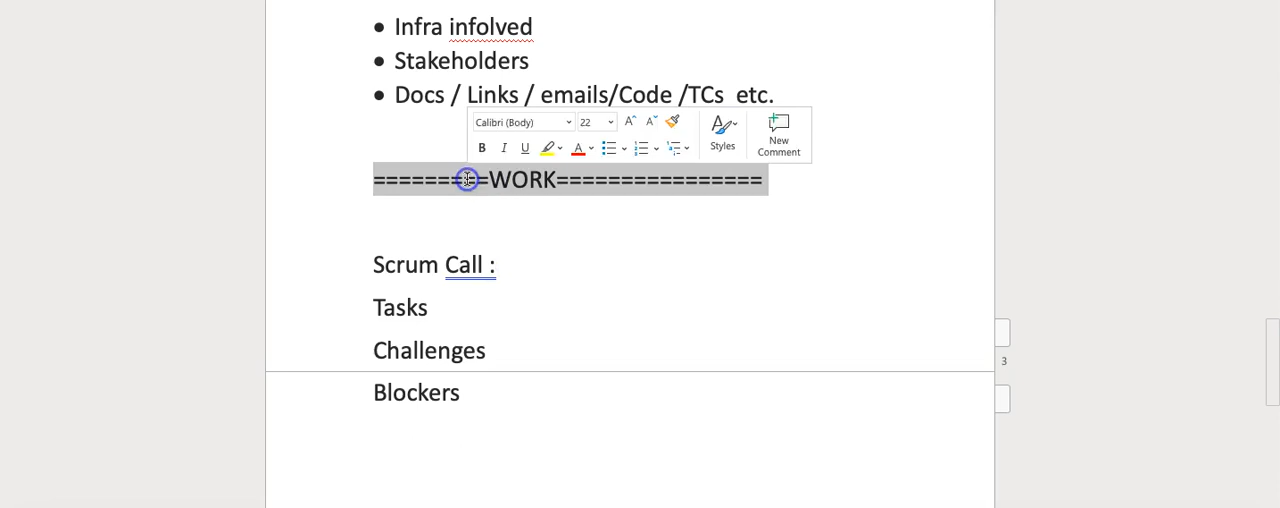 Infra infolved
Stakeholders
Docs / Links / emails/Code /TCs  etc.
Calibri (Body) 22 A^ A˅
B I U A Styles New Comment
=========WORK================
Scrum Call :
Tasks
Challenges
3
Blockers